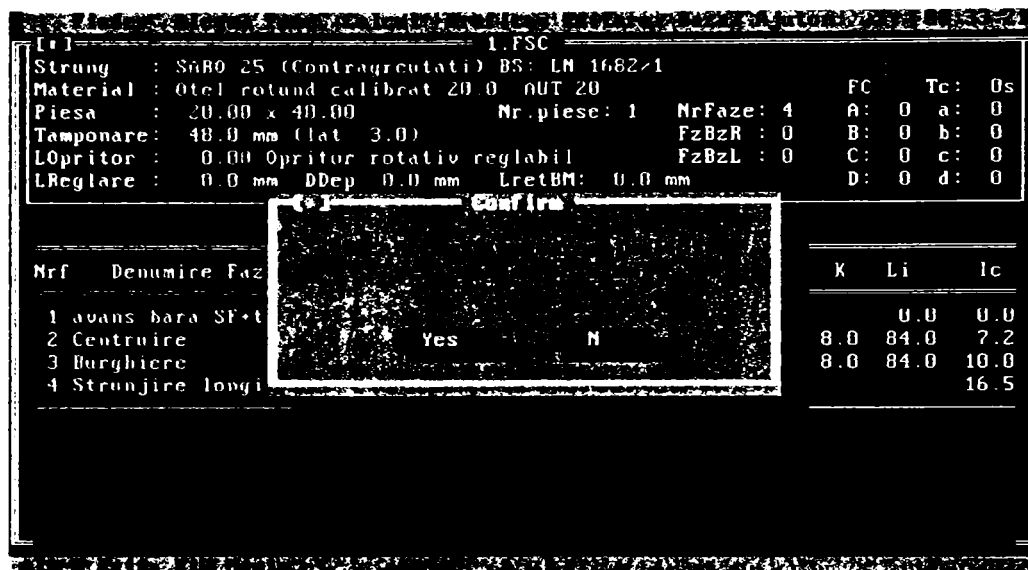 1.FSC
Strung : SABO 25 (Contragreutati) BS: LN 1682/1
Material : Otel rotund calibrat 20.0 AUT 20 FC Tc: 0s
Piesa : 20.00 x 40.00 Nr.piese: 1 NrFaze: 4 A: 0 a: 0
Tamponare: 48.0 mm (lat 3.0) FzBzR : 0 B: 0 b: 0
LOpritor : 0.00 Opritor rotativ reglabil FzBzL : 0 C: 0 c: 0
LReglare : 0.0 mm DDep 0.0 mm LretBM: 0.0 mm D: 0 d: 0
Confirm
Nrf Denumire Faz K Li lc
1 avans bara SF+t 0.0 0.0
2 Centruire Yes N 8.0 84.0 7.2
3 Burghiere 8.0 84.0 10.0
4 Strunjire longi 16.5